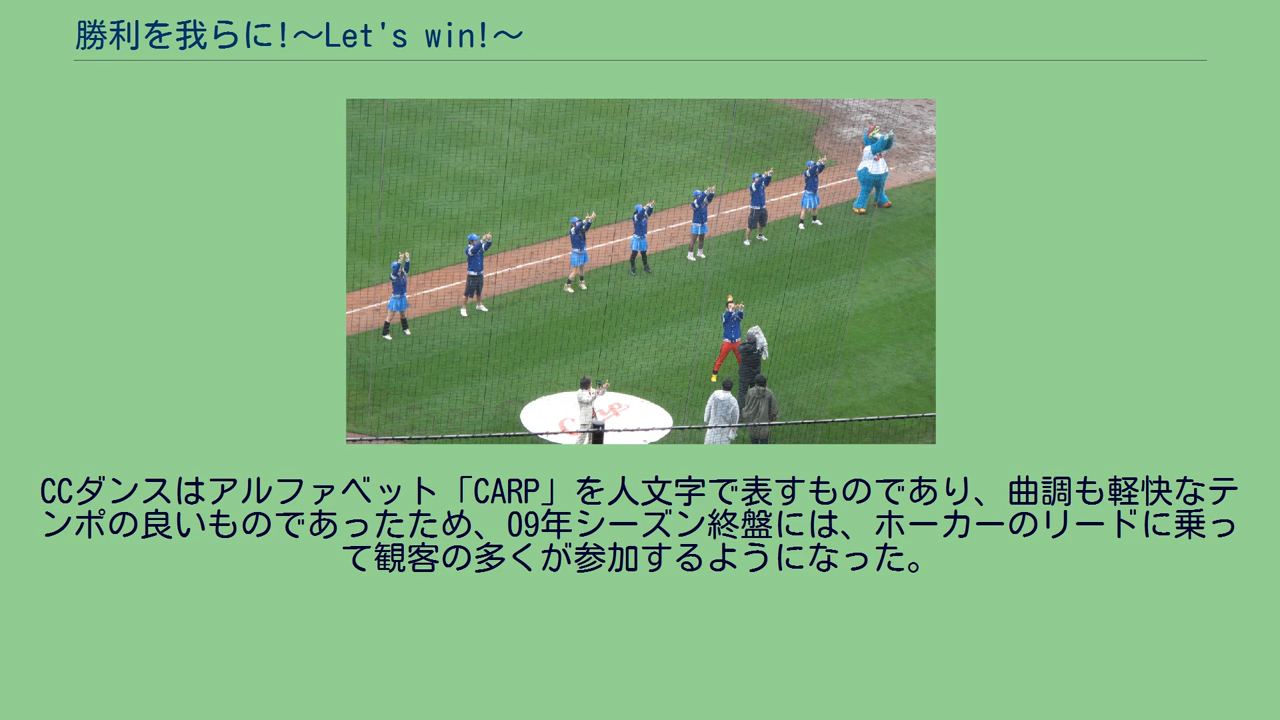 勝利を我らに!～Let's win!～
Carp
CCダンスはアルファベット「CARP」を人文字で表すものであり、曲調も軽快なテ
ンポの良いものであったため、09年シーズン終盤には、ホーカーのリードに乗っ
て観客の多くが参加するようになった。